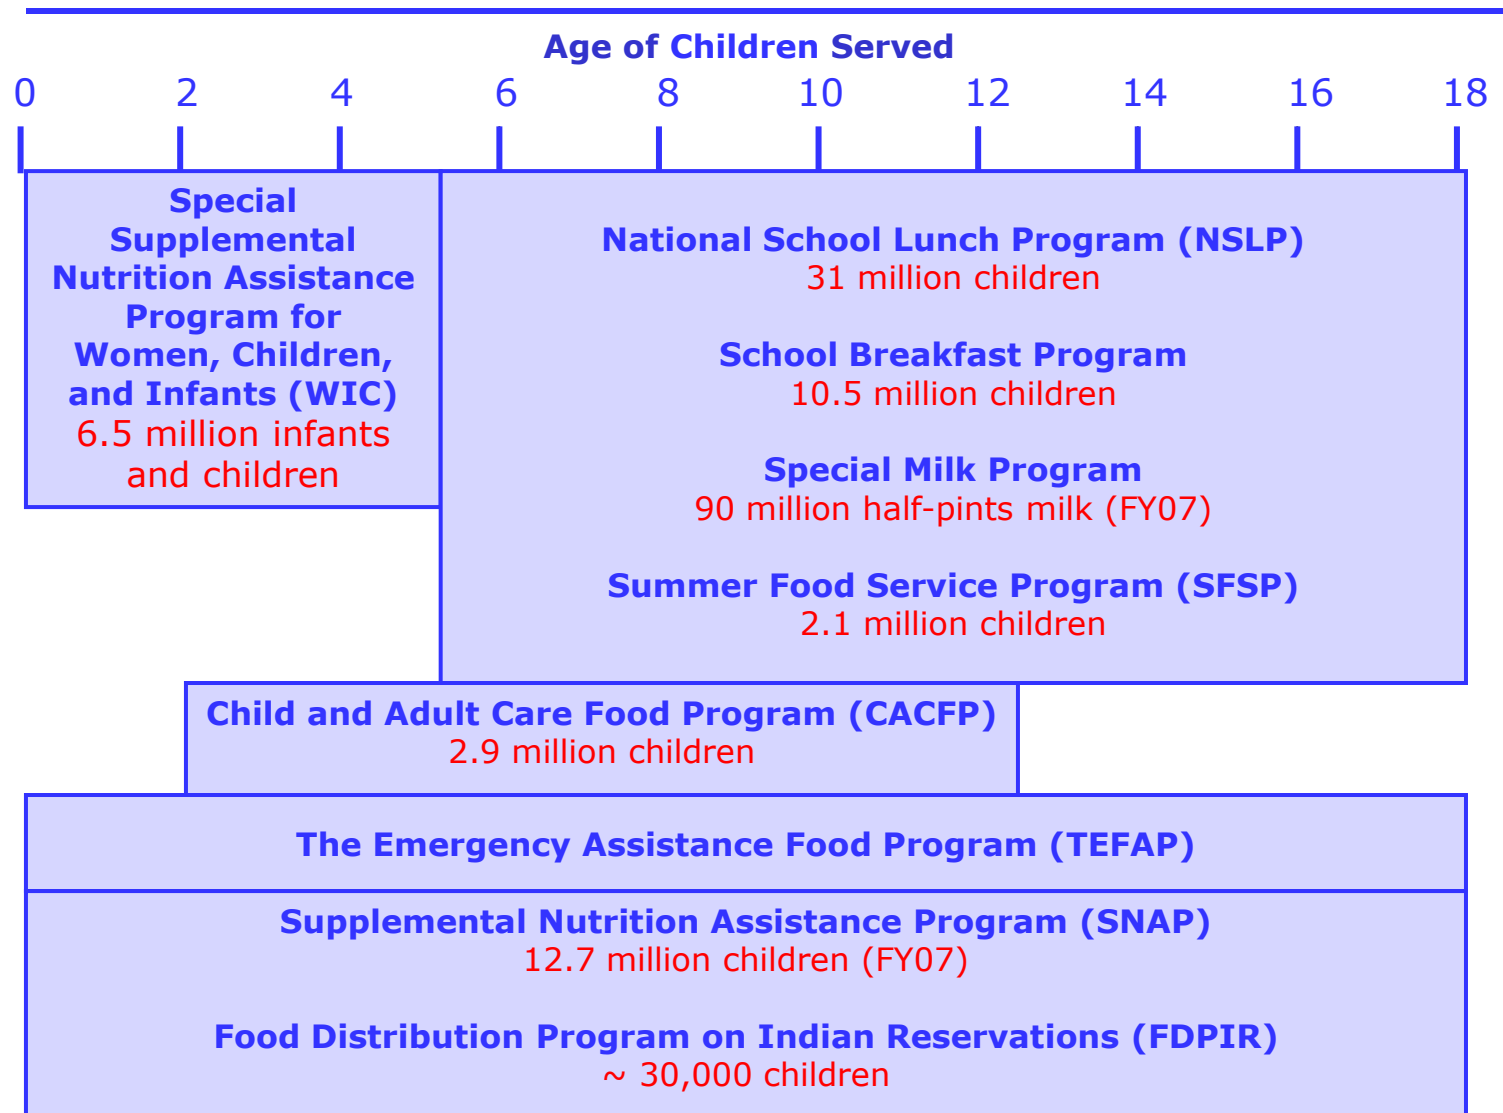 Age of Children Served
0 2 4 6 8 10 12 14 16 18
Special
Supplemental
Nutrition Assistance
Program for
Women, Children,
and Infants (WIC)
6.5 million infants
and children
National School Lunch Program (NSLP)
31 million children
School Breakfast Program
10.5 million children
Special Milk Program
90 million half-pints milk (FY07)
Summer Food Service Program (SFSP)
2.1 million children
Child and Adult Care Food Program (CACFP)
2.9 million children
The Emergency Assistance Food Program (TEFAP)
Supplemental Nutrition Assistance Program (SNAP)
12.7 million children (FY07)
Food Distribution Program on Indian Reservations (FDPIR)
~ 30,000 children